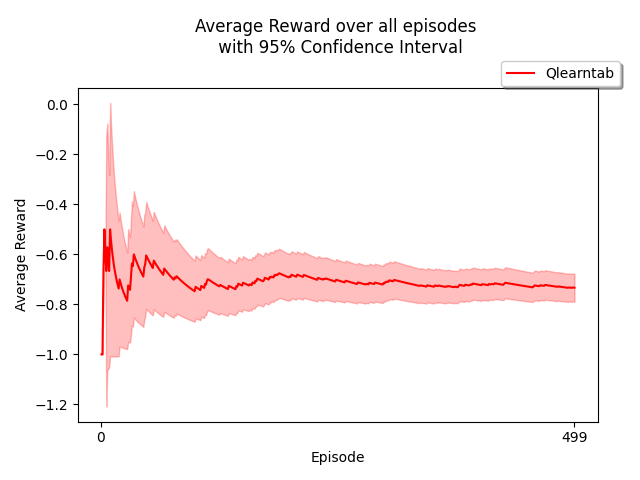 Average Reward over all episodes
with 95% Confidence Interval
Qlearntab
0.0
−0.2
−0.4
−0.6
−0.8
−1.0
−1.2
Average Reward
0
499
Episode